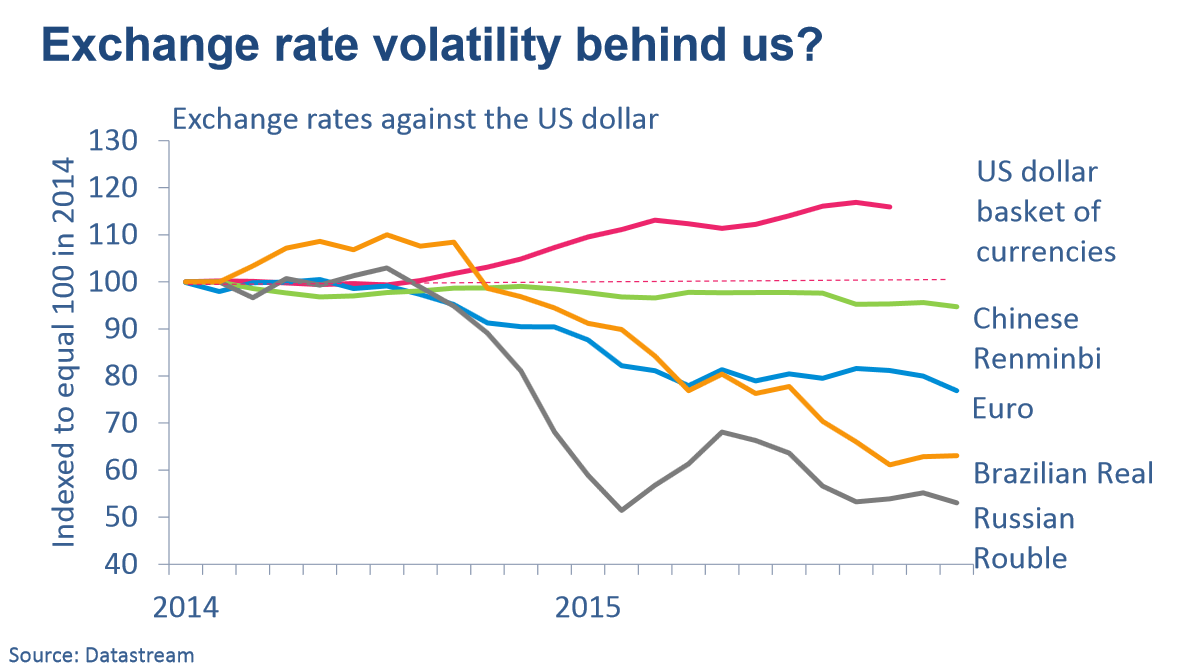 Exchange rate volatility behind us?
Exchange rates against the US dollar
Indexed to equal 100 in 2014
130
120
110
100
90
80
70
60
50
40
2014
2015
US dollar
basket of
currencies
Chinese
Renminbi
Euro
Brazilian Real
Russian
Rouble
Source: Datastream